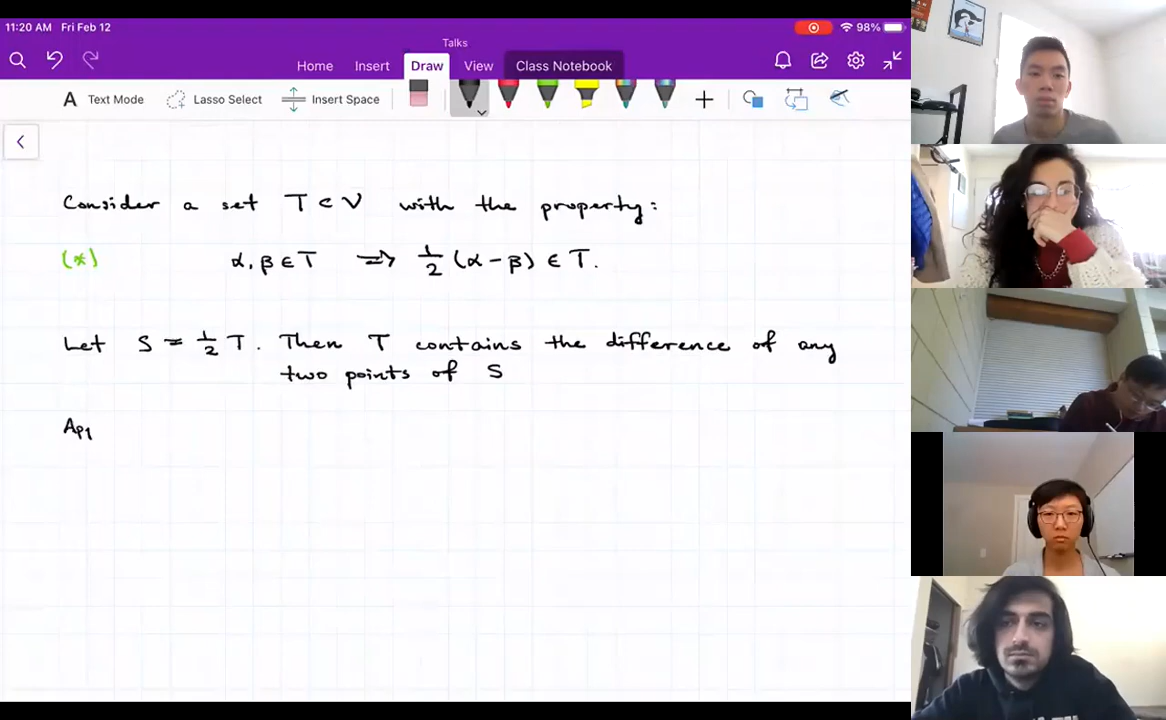 11:20 AM Fri Feb 12
98%
Talks
Home Insert Draw View Class Notebook
Text Mode Lasso Select Insert Space
Consider a set T ⊂ V with the property:
(*) α, β ∈ T ⟹ 1/2 (α - β) ∈ T.
Let S = 1/2 T. Then T contains the difference of any
two points of S
App